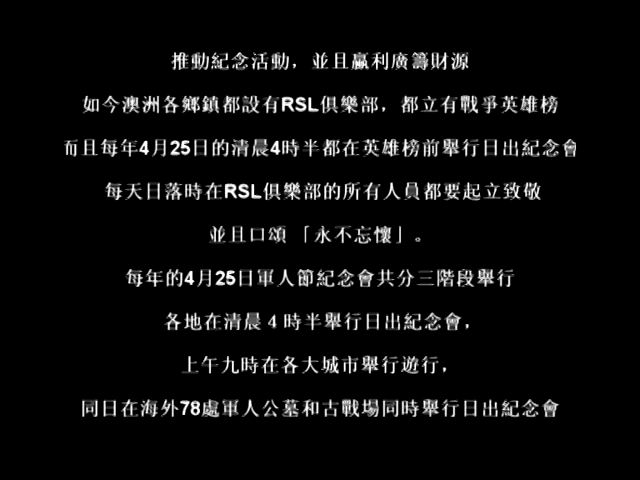 推動紀念活動，並且贏利廣籌財源
如今澳洲各鄉鎮都設有RSL俱樂部，都立有戰爭英雄榜
而且每年4月25日的清晨4時半都在英雄榜前舉行日出紀念會
每天日落時在RSL俱樂部的所有人員都要起立致敬
並且口頌 「永不忘懷」。
每年的4月25日軍人節紀念會共分三階段舉行
各地在清晨 4 時半舉行日出紀念會，
上午九時在各大城市舉行遊行，
同日在海外78處軍人公墓和古戰場同時舉行日出紀念會